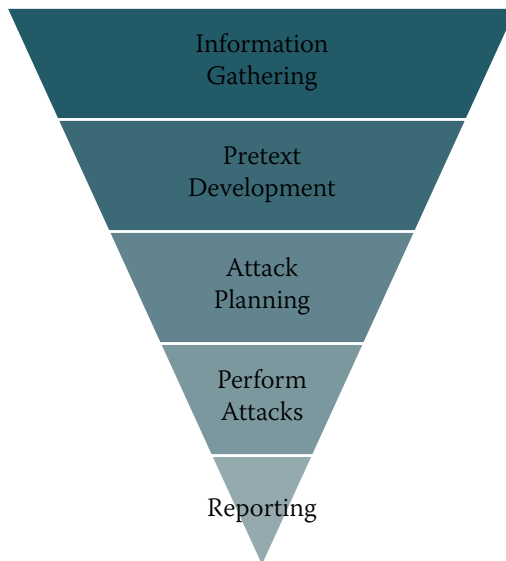 Information
Gathering
Pretext
Development
Attack
Planning
Perform
Attacks
Reporting